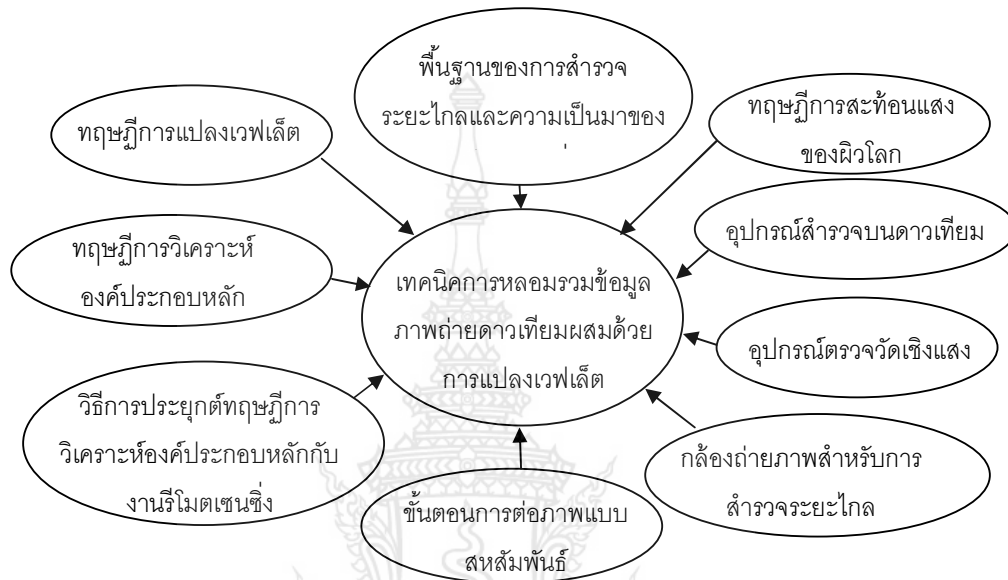 พื้นฐานของการสำรวจ
ระยะไกลและความเป็นมาของ
ทฤษฏีการแปลงเวฟเล็ต
ทฤษฏีการสะท้อนแสง
ของผิวโลก
ทฤษฏีการวิเคราะห์
องค์ประกอบหลัก
อุปกรณ์สำรวจบนดาวเทียม
เทคนิคการหลอมรวมข้อมูล
ภาพถ่ายดาวเทียมผสมด้วย
การแปลงเวฟเล็ต
อุปกรณ์ตรวจวัดเชิงแสง
วิธีการประยุกต์ทฤษฏีการ
วิเคราะห์องค์ประกอบหลักกับ
งานรีโมตเซนซิ่ง
กล้องถ่ายภาพสำหรับการ
สำรวจระยะไกล
ขั้นตอนการต่อภาพแบบ
สหสัมพันธ์